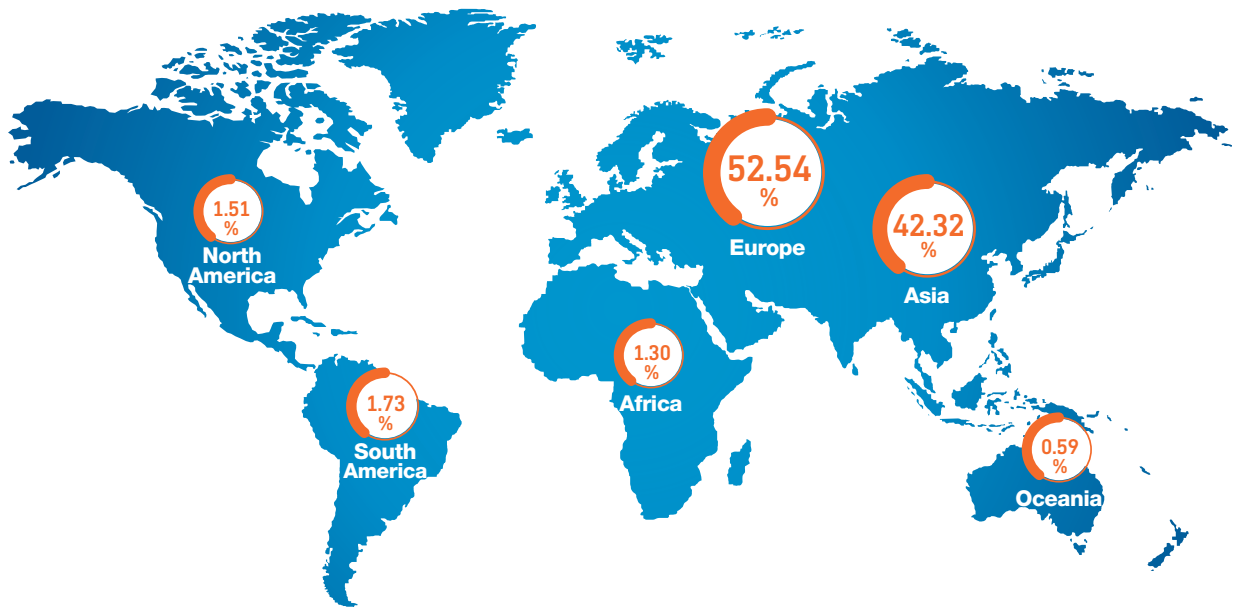 52.54
%
Europe
1.51
%
North
America
42.32
%
Asia
1.30
%
Africa
1.73
%
South
America
0.59
%
Oceania